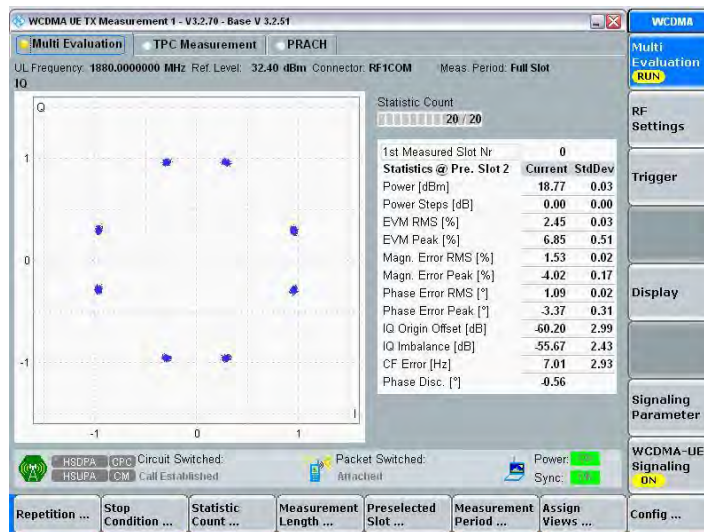 WCDMA UE TX Measurement 1 - V3.2.70 - Base V 3.2.51
WCDMA
Multi Evaluation TPC Measurement PRACH
UL Frequency: 1880.0000000 MHz Ref. Level: 32.40 dBm Connector: RF1COM Meas. Period: Full Slot
IQ
Q
1
0
-1
-1 0 1
I
Statistic Count
20 / 20
1st Measured Slot Nr 0
Statistics @ Pre. Slot 2 Current StdDev
Power [dBm] 18.77 0.03
Power Steps [dB] 0.00 0.00
EVM RMS [%] 2.45 0.03
EVM Peak [%] 6.85 0.51
Magn. Error RMS [%] 1.53 0.02
Magn. Error Peak [%] -4.02 0.17
Phase Error RMS [°] 1.09 0.02
Phase Error Peak [°] -3.37 0.31
IQ Origin Offset [dB] -60.20 2.99
IQ Imbalance [dB] -55.67 2.43
CF Error [Hz] 7.01 2.93
Phase Disc. [°] -0.56
Multi
Evaluation
RUN
RF
Settings
Trigger
Display
Signaling
Parameter
WCDMA-UE
Signaling
ON
HSDPA CPC Circuit Switched: Packet Switched: Power:
HSUPA CM Call Established Attached Sync:
Repetition ... Stop Condition ... Statistic Count ... Measurement Length ... Preselected Slot ... Measurement Period ... Assign Views ... Config ...